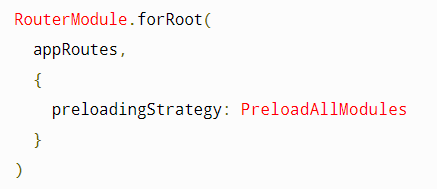 RouterModule.forRoot(
  appRoutes,
  {
    preloadingStrategy: PreloadAllModules
  }
)